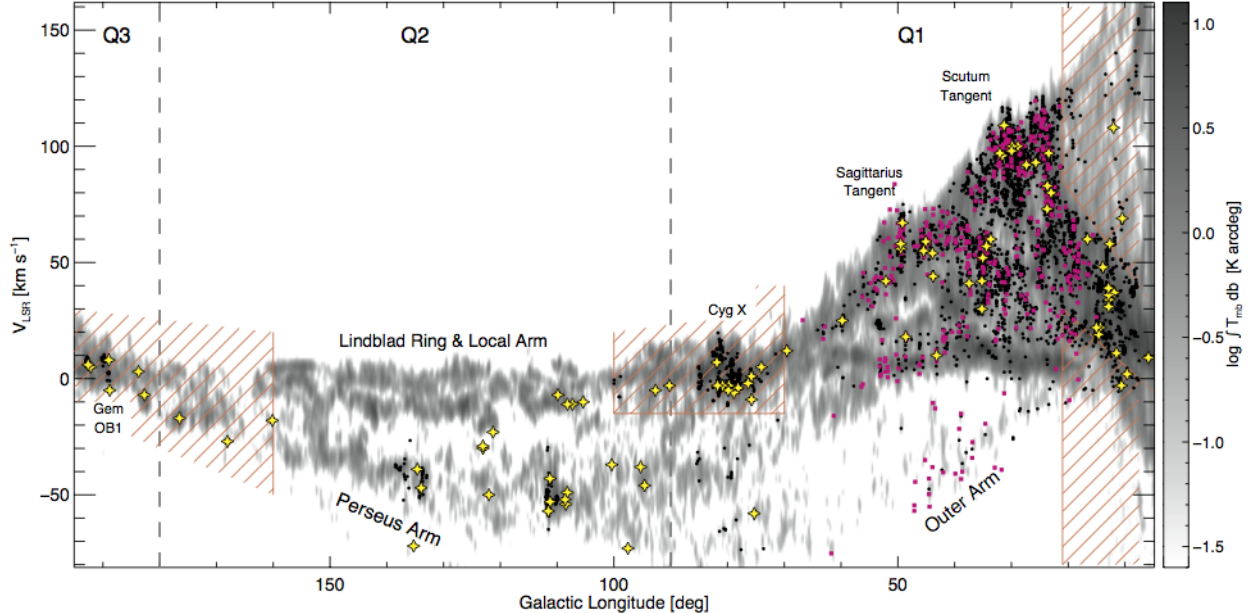 Q3
Q2
Q1
Scutum
Tangent
Sagittarius
Tangent
Cyg X
Lindblad Ring & Local Arm
Gem
OB1
Perseus Arm
Outer Arm
150
100
50
0
−50
V_LSR [km s⁻¹]
150
100
50
Galactic Longitude [deg]
1.0
0.5
0.0
−0.5
−1.0
−1.5
log ∫ T_mb db [K arcdeg]